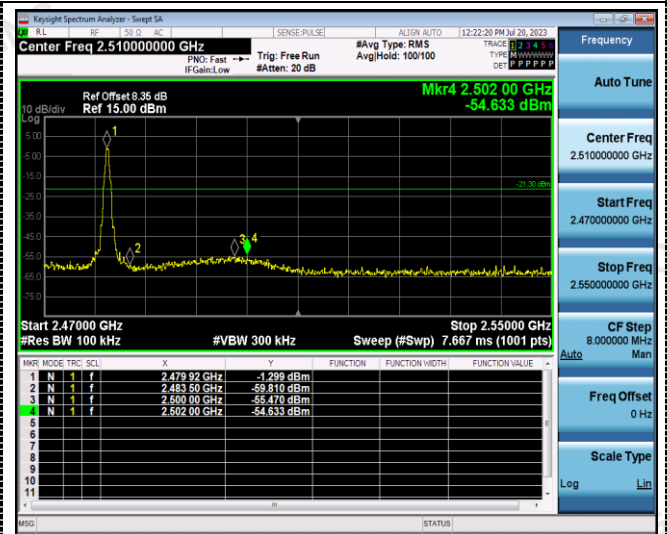 Keysight Spectrum Analyzer - Swept SA
RL RF 50 Ω AC SENSE:PULSE ALIGN AUTO 12:22:20 PM Jul 20, 2023
Center Freq 2.510000000 GHz
PNO: Fast
IFGain:Low
Trig: Free Run
#Atten: 20 dB
#Avg Type: RMS
Avg|Hold: 100/100
TRACE 1 2 3 4 5 6
TYPE M W W W W W
DET P P P P P P
Frequency
Mkr4 2.502 00 GHz
-54.633 dBm
Ref Offset 8.35 dB
10 dB/div Ref 15.00 dBm
Log
5.00
-5.00
-15.0
-25.0
-35.0
-45.0
-55.0
-65.0
-75.0
1
2
3
4
-21.30 dBm
Start 2.47000 GHz Stop 2.55000 GHz
#Res BW 100 kHz #VBW 300 kHz Sweep (#Swp) 7.667 ms (1001 pts)
MKR MODE TRC SCL X Y FUNCTION FUNCTION WIDTH FUNCTION VALUE
1 N 1 f 2.479 92 GHz -1.299 dBm
2 N 1 f 2.483 50 GHz -59.810 dBm
3 N 1 f 2.500 00 GHz -55.470 dBm
4 N 1 f 2.502 00 GHz -54.633 dBm
5
6
7
8
9
10
11
MSG STATUS
Auto Tune
Center Freq
2.510000000 GHz
Start Freq
2.470000000 GHz
Stop Freq
2.550000000 GHz
CF Step
8.000000 MHz
Auto Man
Freq Offset
0 Hz
Scale Type
Log Lin